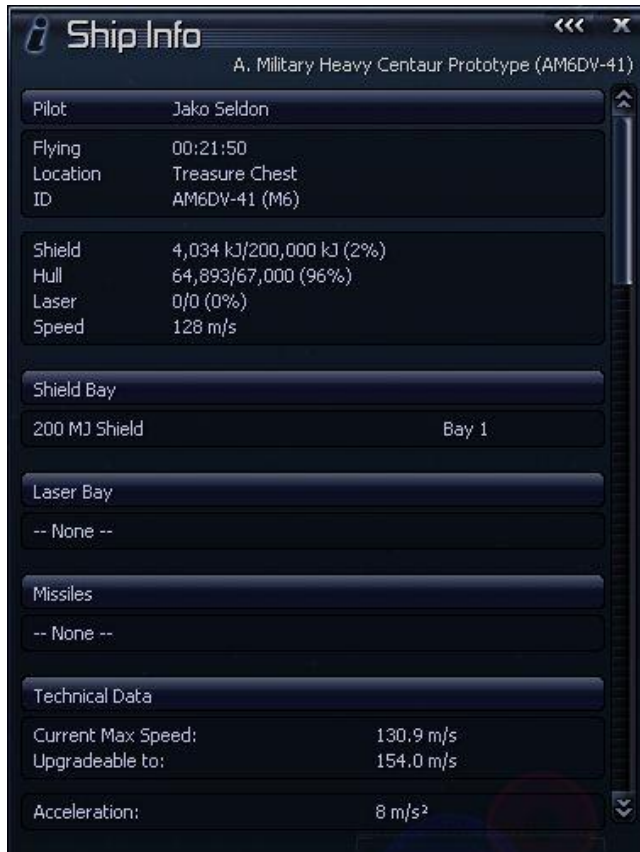 i Ship Info <<< X
A. Military Heavy Centaur Prototype (AM6DV-41)
Pilot Jako Seldon
Flying 00:21:50
Location Treasure Chest
ID AM6DV-41 (M6)
Shield 4,034 kJ/200,000 kJ (2%)
Hull 64,893/67,000 (96%)
Laser 0/0 (0%)
Speed 128 m/s
Shield Bay
200 MJ Shield Bay 1
Laser Bay
-- None --
Missiles
-- None --
Technical Data
Current Max Speed: 130.9 m/s
Upgradeable to: 154.0 m/s
Acceleration: 8 m/s²